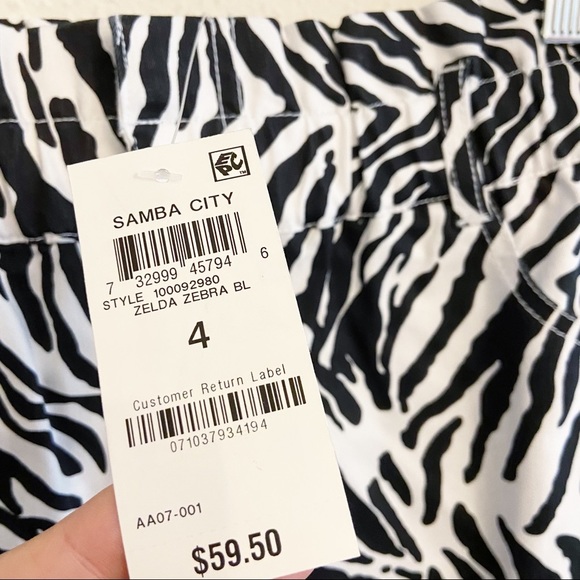 EPC™
SAMBA CITY
7 32999 45794 6
STYLE 100092980
ZELDA ZEBRA BL
4
Customer Return Label
071037934194
AA07-001
$59.50